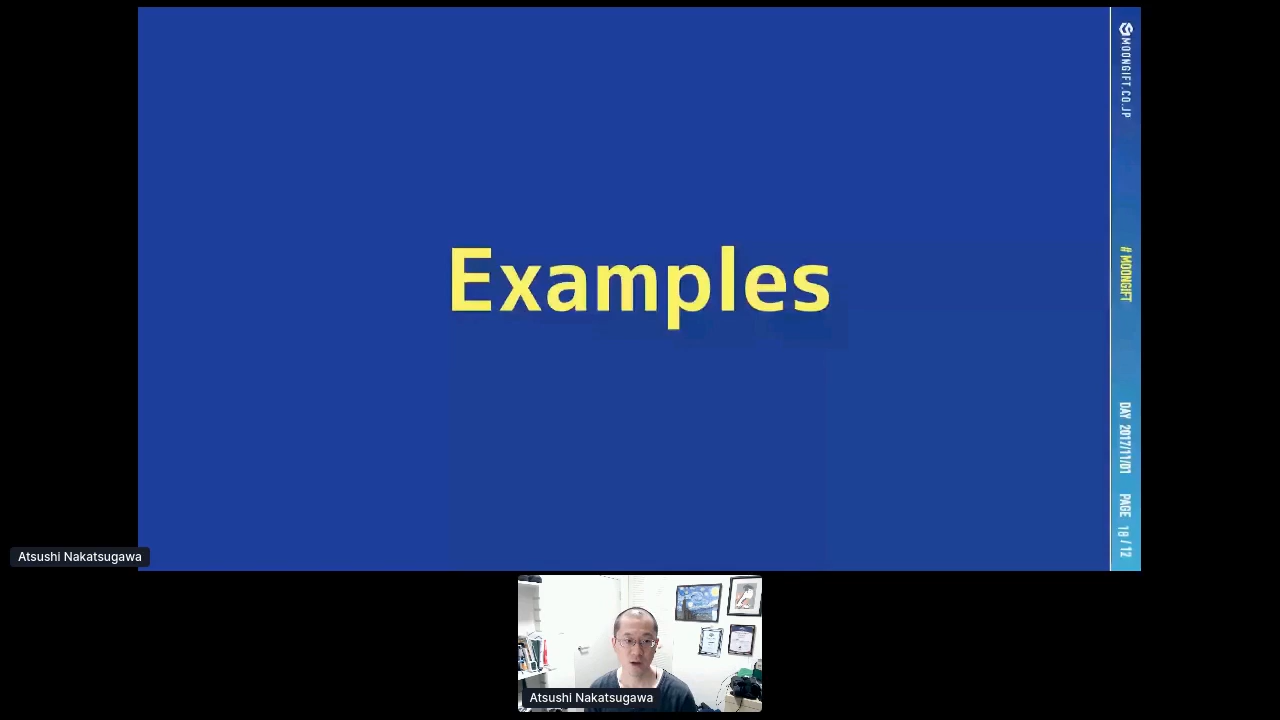 Examples
MOONGIFT.CO.JP
# MOONGIFT
DAY 2017/11/01 PAGE 18 / 12
Atsushi Nakatsugawa
Atsushi Nakatsugawa